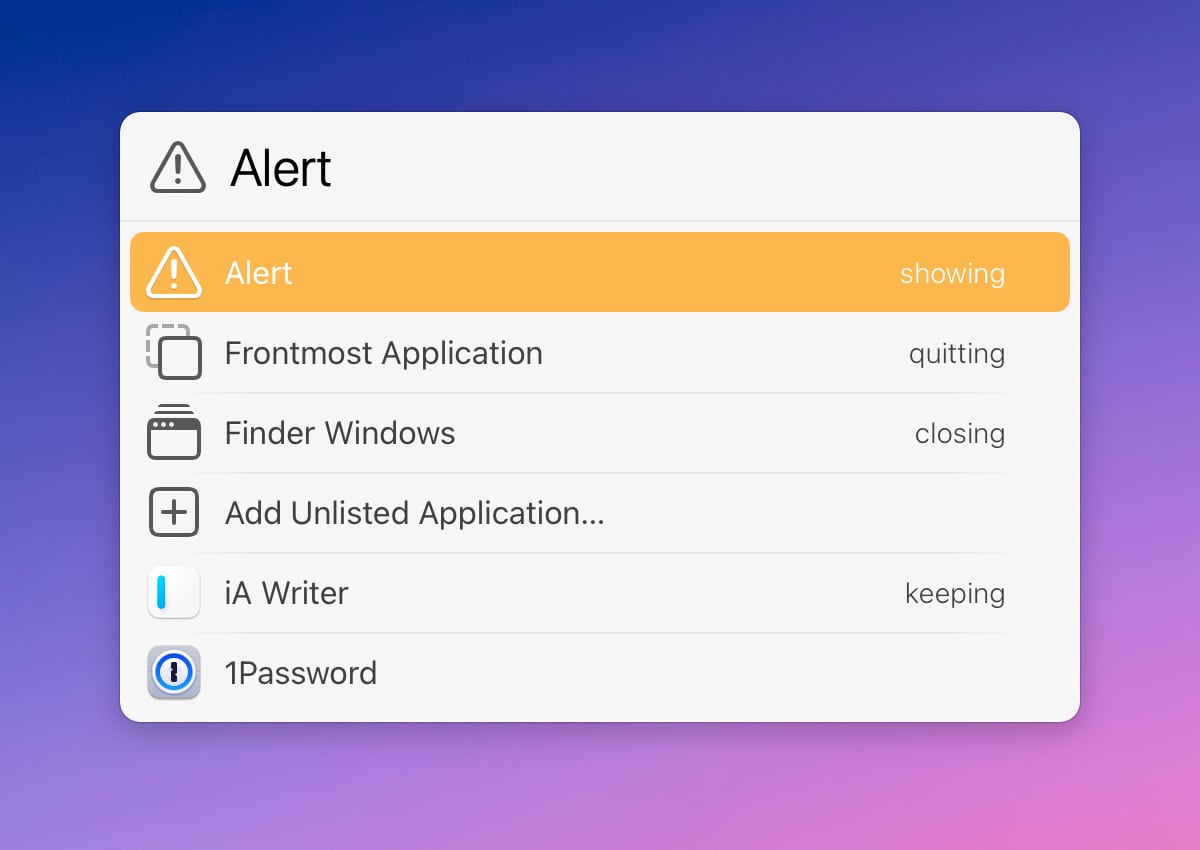 Alert
Alert showing
Frontmost Application quitting
Finder Windows closing
Add Unlisted Application...
iA Writer keeping
1Password